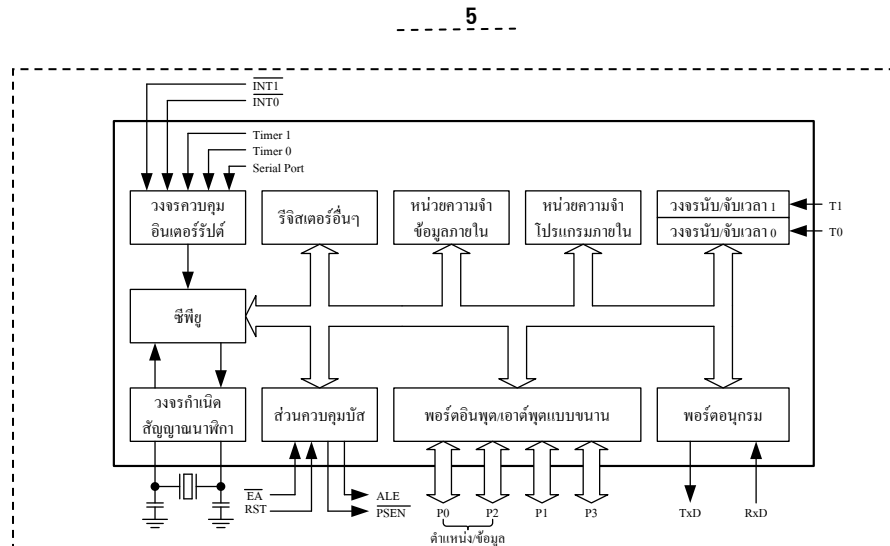 5
INT1
INT0
Timer 1
Timer 0
Serial Port
วงจรควบคุม
อินเตอร์รัปต์
รีจิสเตอร์อื่นๆ
หน่วยความจำ
ข้อมูลภายใน
หน่วยความจำ
โปรแกรมภายใน
วงจรนับ/จับเวลา 1
T1
วงจรนับ/จับเวลา 0
T0
ซีพียู
วงจรกำเนิด
สัญญาณนาฬิกา
ส่วนควบคุมบัส
พอร์ตอินพุต/เอาต์พุตแบบขนาน
พอร์ตอนุกรม
EA
RST
ALE
PSEN
P0
P2
P1
P3
TxD
RxD
ตำแหน่ง/ข้อมูล